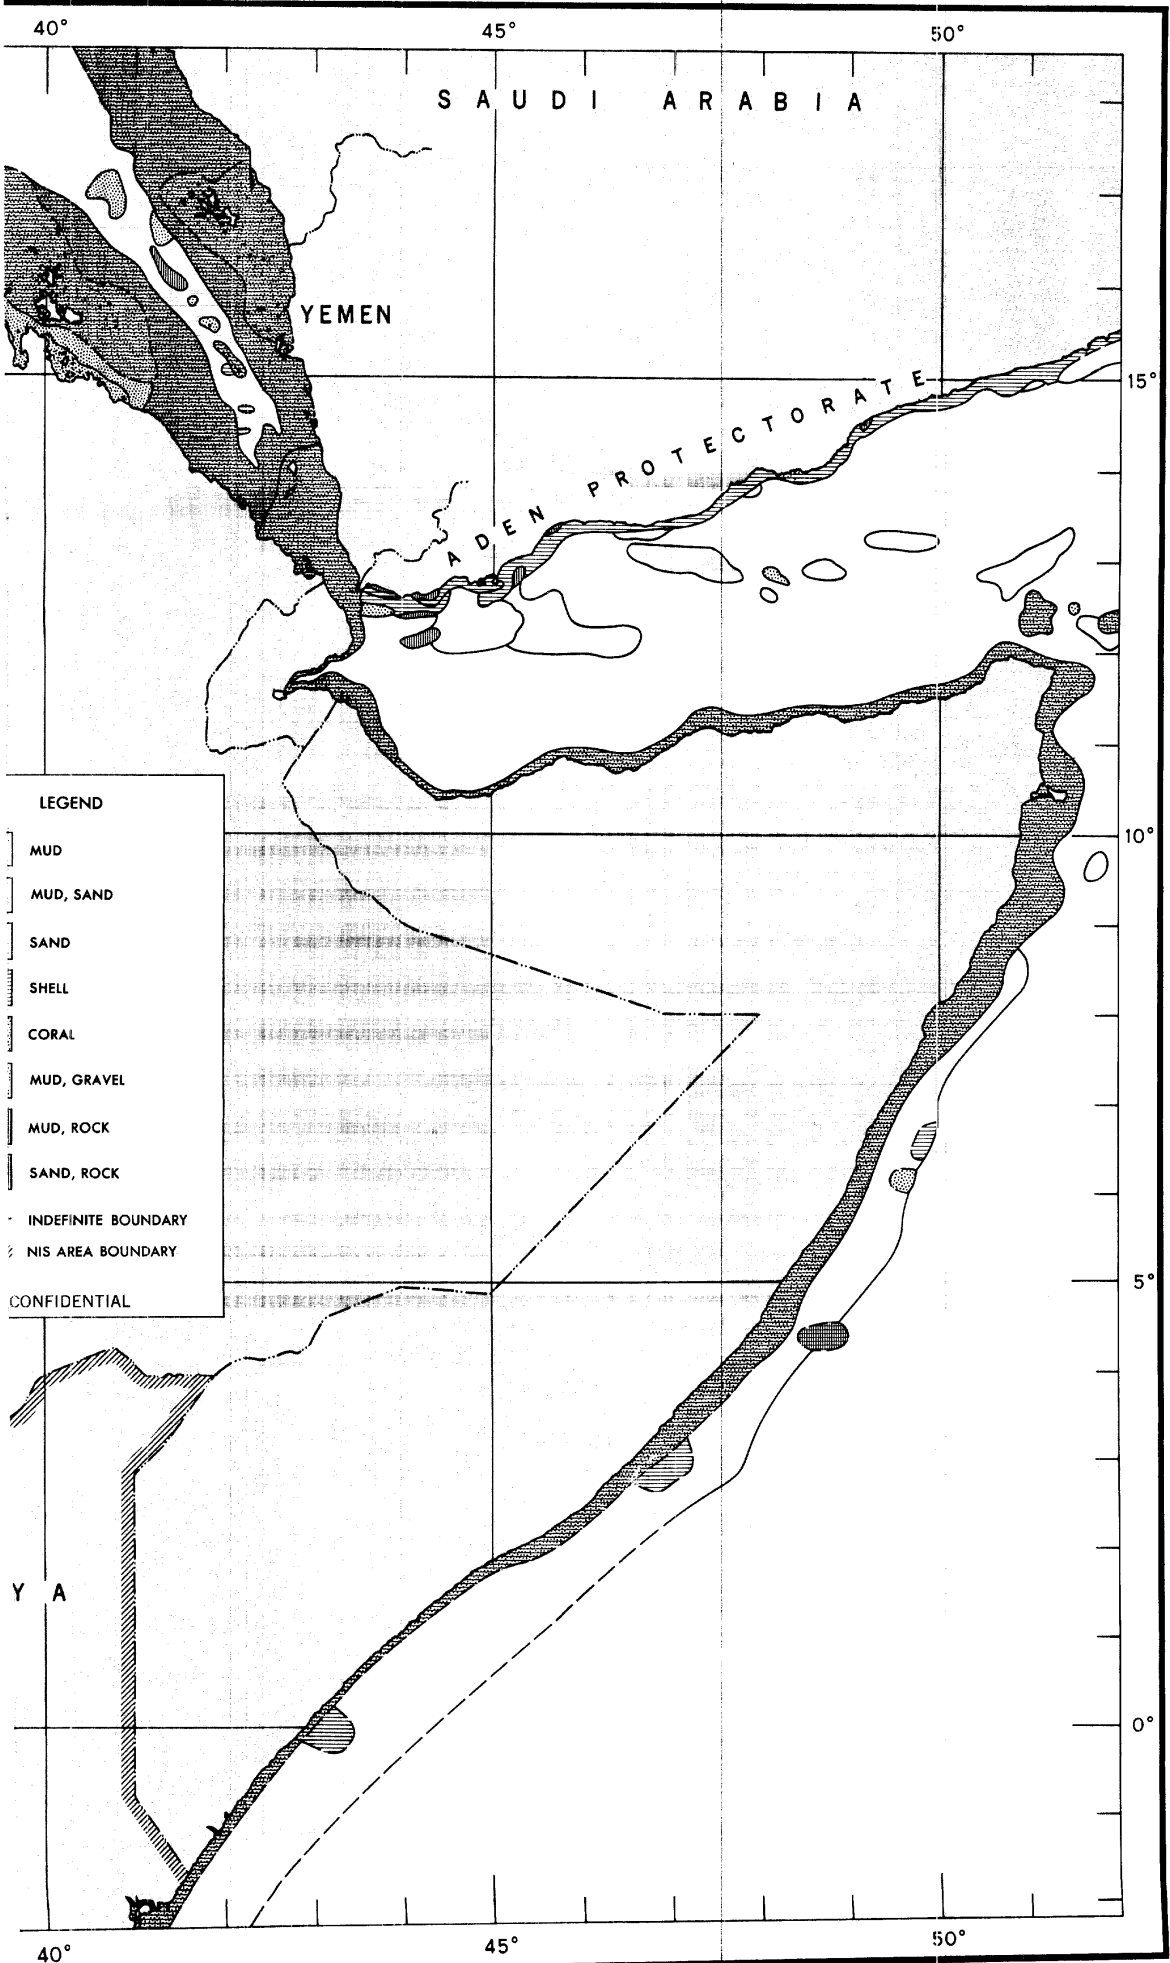 40° 45° 50°
SAUDI ARABIA
YEMEN
15°
ADEN PROTECTORATE
LEGEND
MUD
10°
MUD, SAND
SAND
SHELL
CORAL
MUD, GRAVEL
MUD, ROCK
SAND, ROCK
INDEFINITE BOUNDARY
NIS AREA BOUNDARY
5°
CONFIDENTIAL
YA
0°
40° 45° 50°